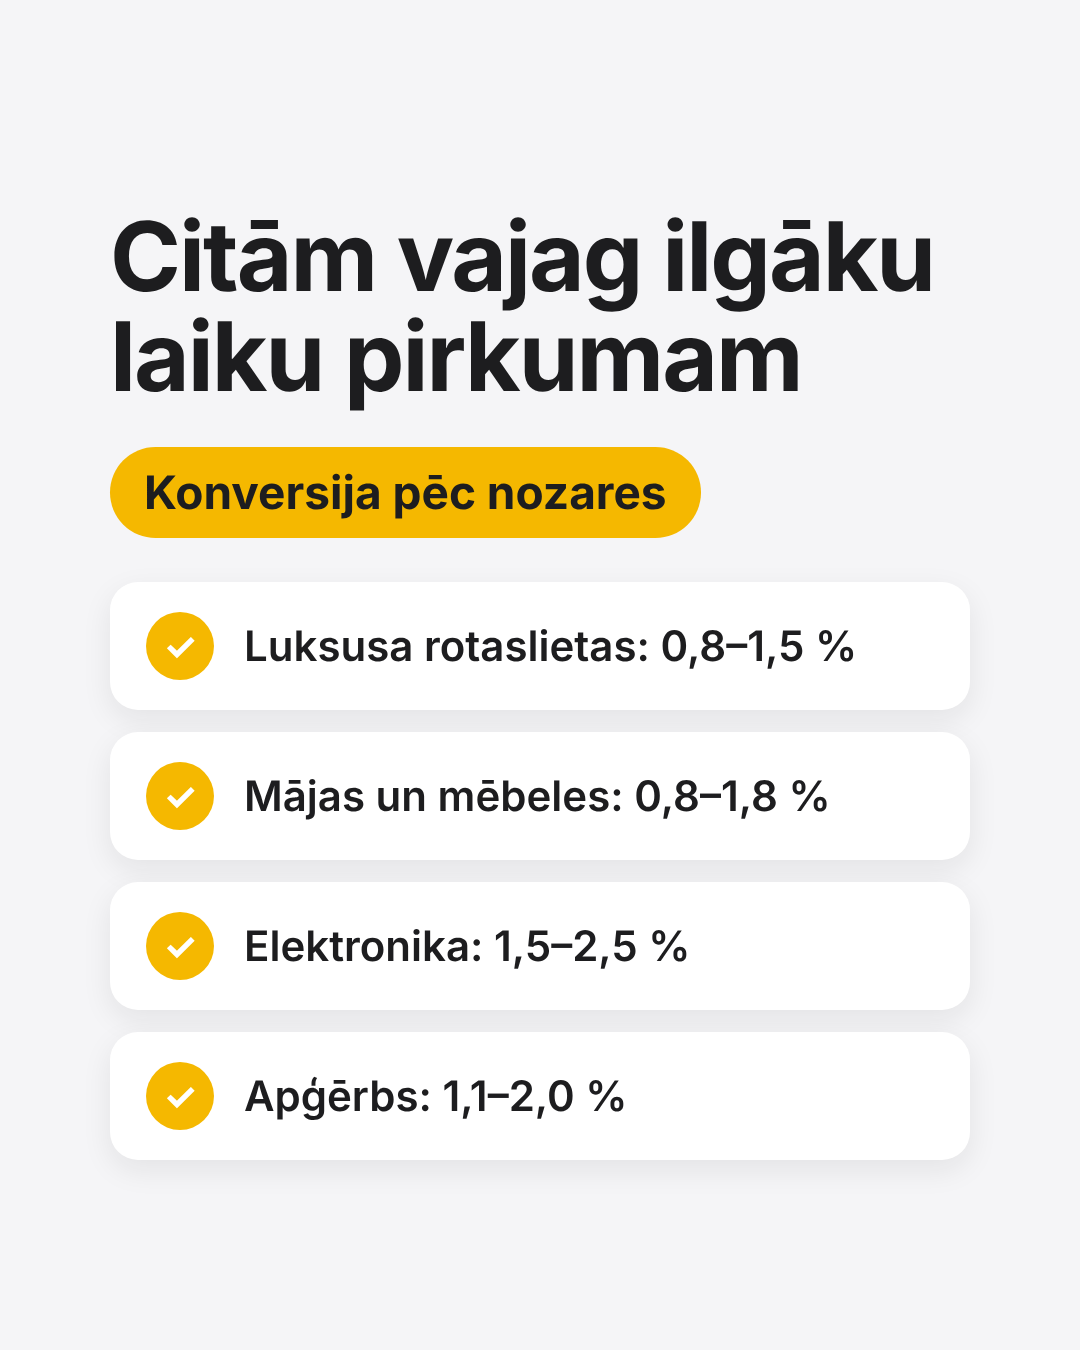 Citām vajag ilgāku
laiku pirkumam
Konversija pēc nozares
Luksusa rotaslietas: 0,8–1,5 %
Mājas un mēbeles: 0,8–1,8 %
Elektronika: 1,5–2,5 %
Apģērbs: 1,1–2,0 %